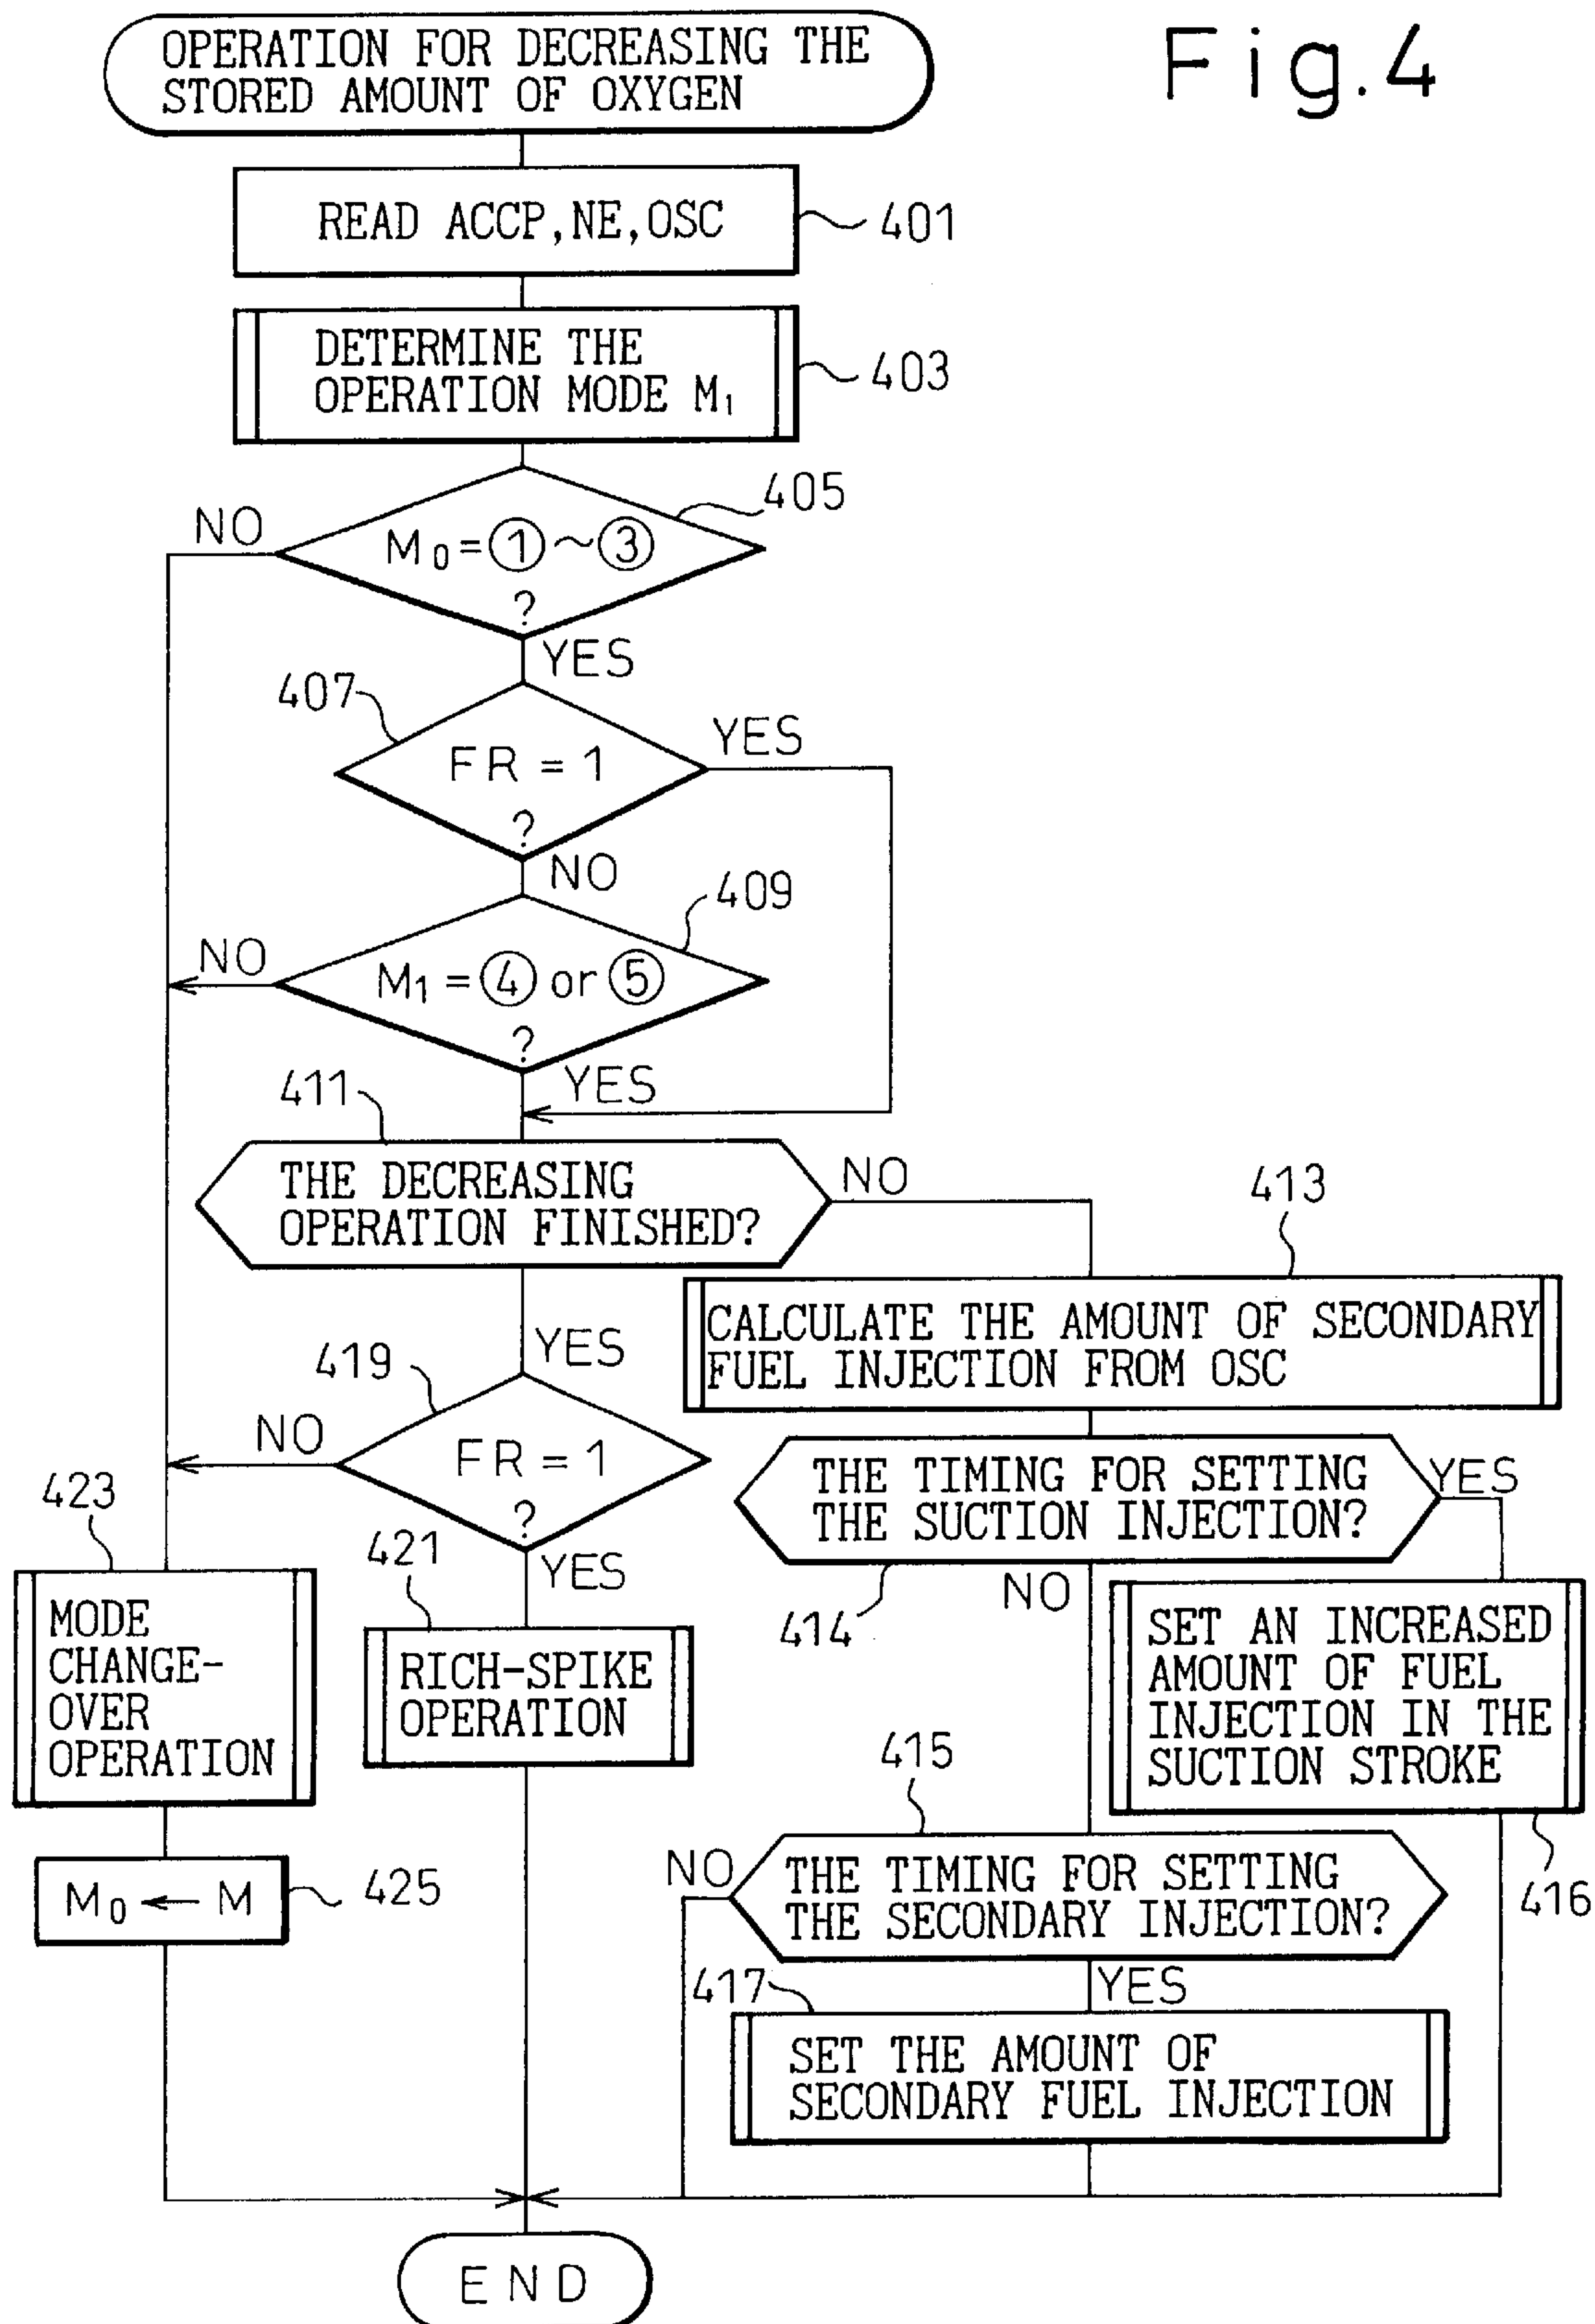 Fig.4
OPERATION FOR DECREASING THE
STORED AMOUNT OF OXYGEN
READ ACCP,NE,OSC
401
DETERMINE THE
OPERATION MODE M₁
403
405
NO
M₀=①~③
?
YES
407
FR=1
?
YES
NO
409
NO
M₁=④ or ⑤
?
YES
411
THE DECREASING
OPERATION FINISHED?
NO
413
CALCULATE THE AMOUNT OF SECONDARY
FUEL INJECTION FROM OSC
YES
419
NO
FR=1
?
YES
THE TIMING FOR SETTING
THE SUCTION INJECTION?
YES
414
NO
423
MODE
CHANGE-
OVER
OPERATION
421
RICH-SPIKE
OPERATION
SET AN INCREASED
AMOUNT OF FUEL
INJECTION IN THE
SUCTION STROKE
416
415
NO
THE TIMING FOR SETTING
THE SECONDARY INJECTION?
M₀ ← M
425
417
YES
SET THE AMOUNT OF
SECONDARY FUEL INJECTION
END